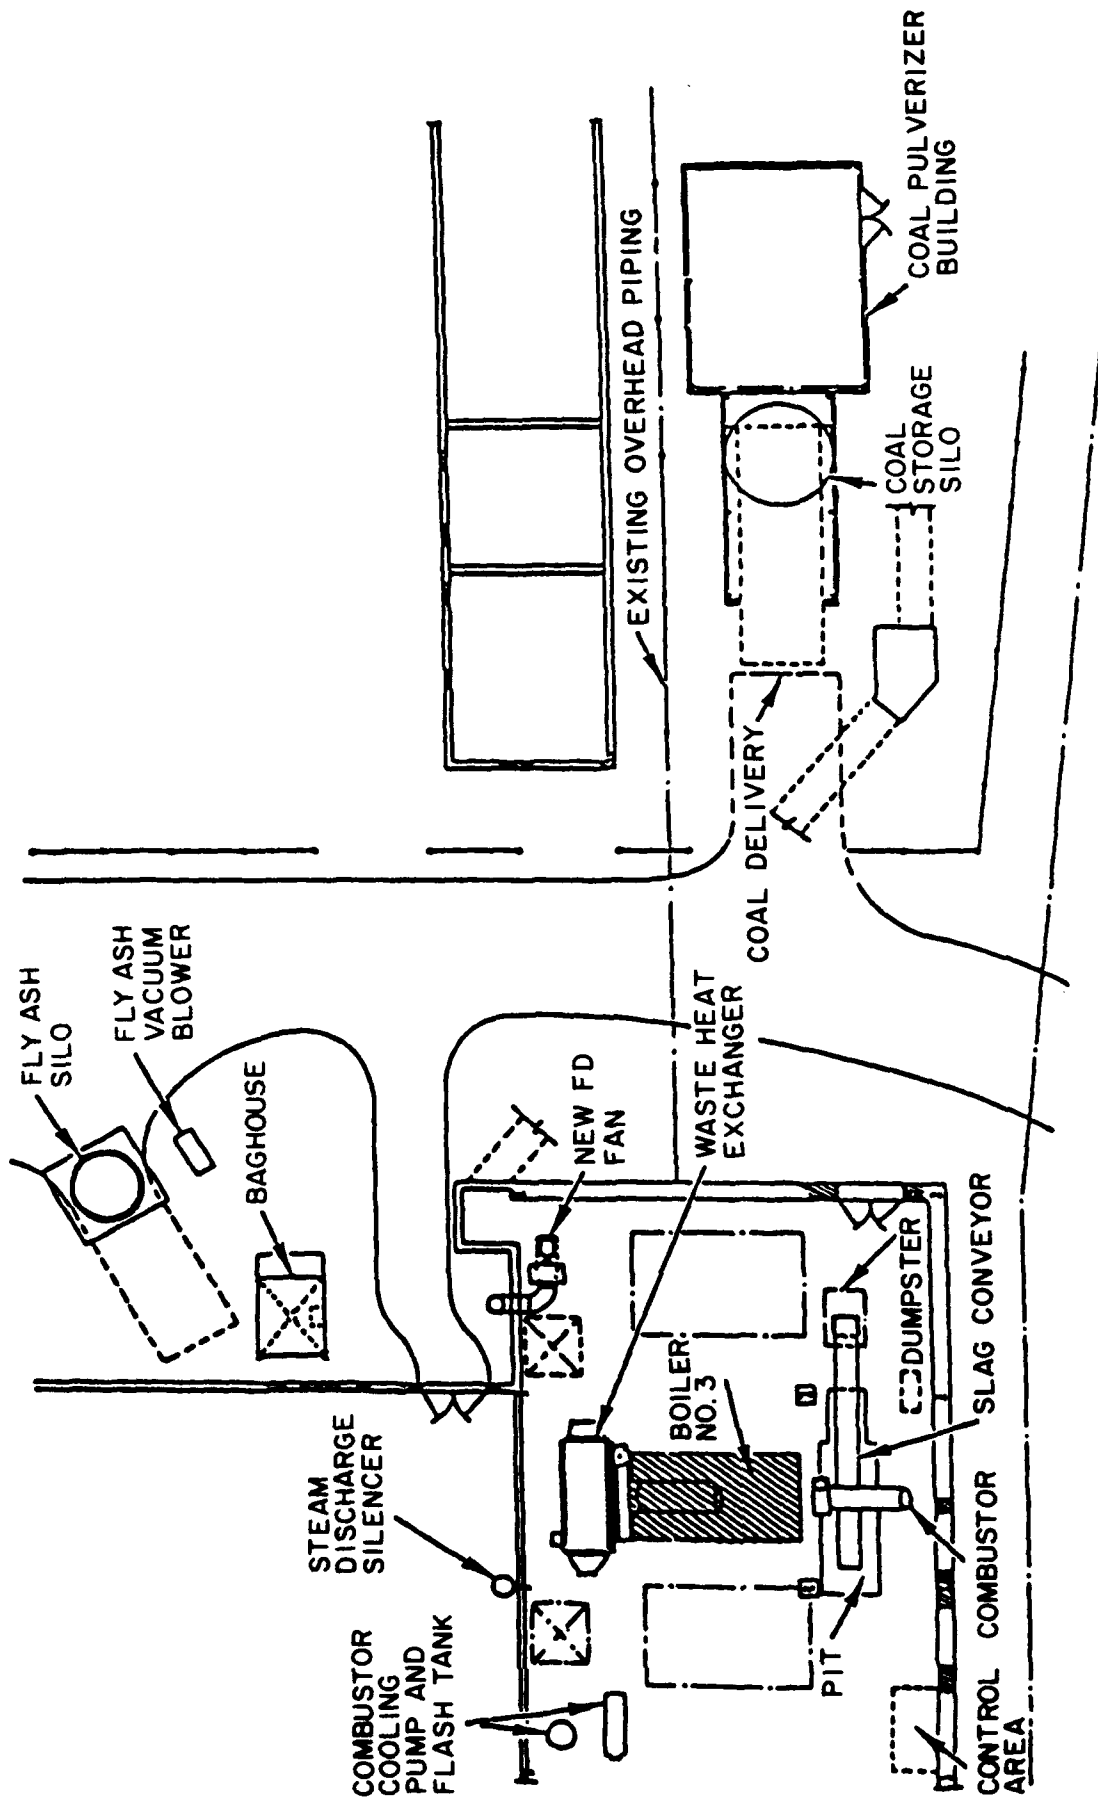 FLY ASH
SILO
FLY ASH
VACUUM
BLOWER
BAGHOUSE
STEAM
DISCHARGE
SILENCER
COMBUSTOR
COOLING
PUMP AND
FLASH TANK
NEW FD
FAN
WASTE HEAT
EXCHANGER
BOILER
NO. 3
EXISTING OVERHEAD PIPING
COAL DELIVERY
COAL PULVERIZER
BUILDING
COAL
STORAGE
SILO
PIT
DUMPSTER
SLAG CONVEYOR
COMBUSTOR
CONTROL
AREA